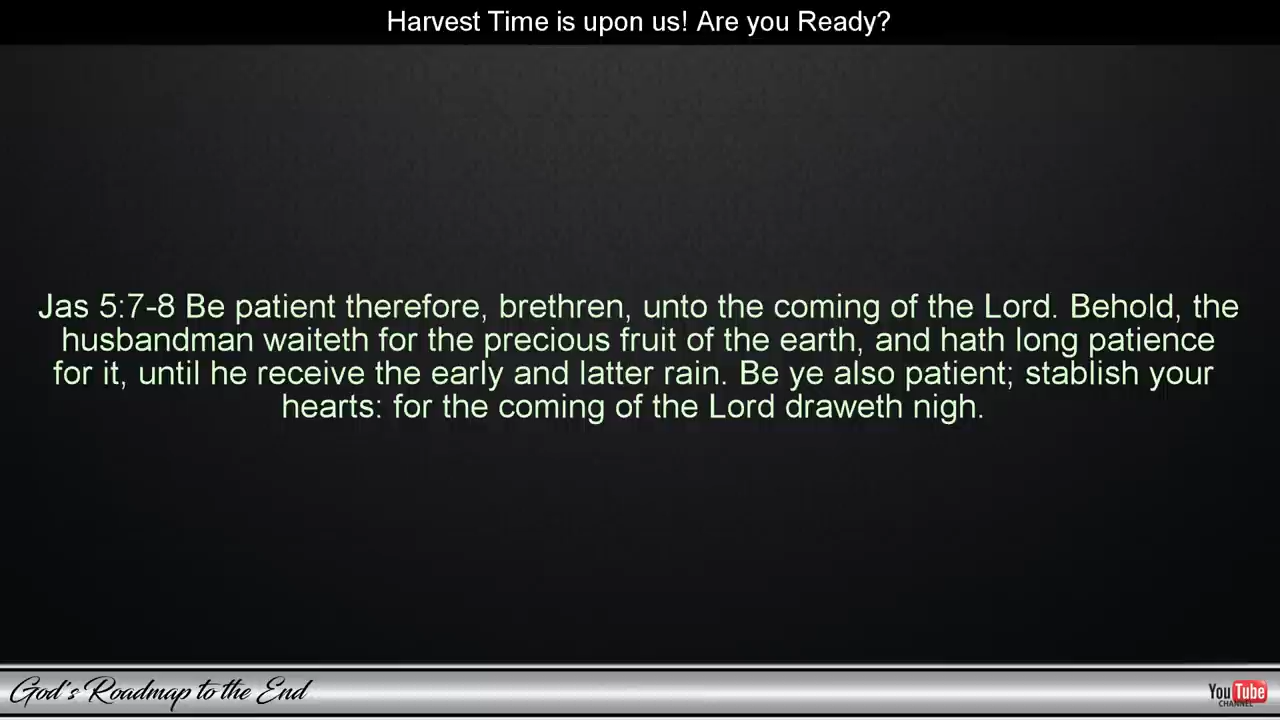 Harvest Time is upon us! Are you Ready?
Jas 5:7-8 Be patient therefore, brethren, unto the coming of the Lord. Behold, the
husbandman waiteth for the precious fruit of the earth, and hath long patience
for it, until he receive the early and latter rain. Be ye also patient; stablish your
hearts: for the coming of the Lord draweth nigh.
God's Roadmap to the End
YouTube
CHANNEL